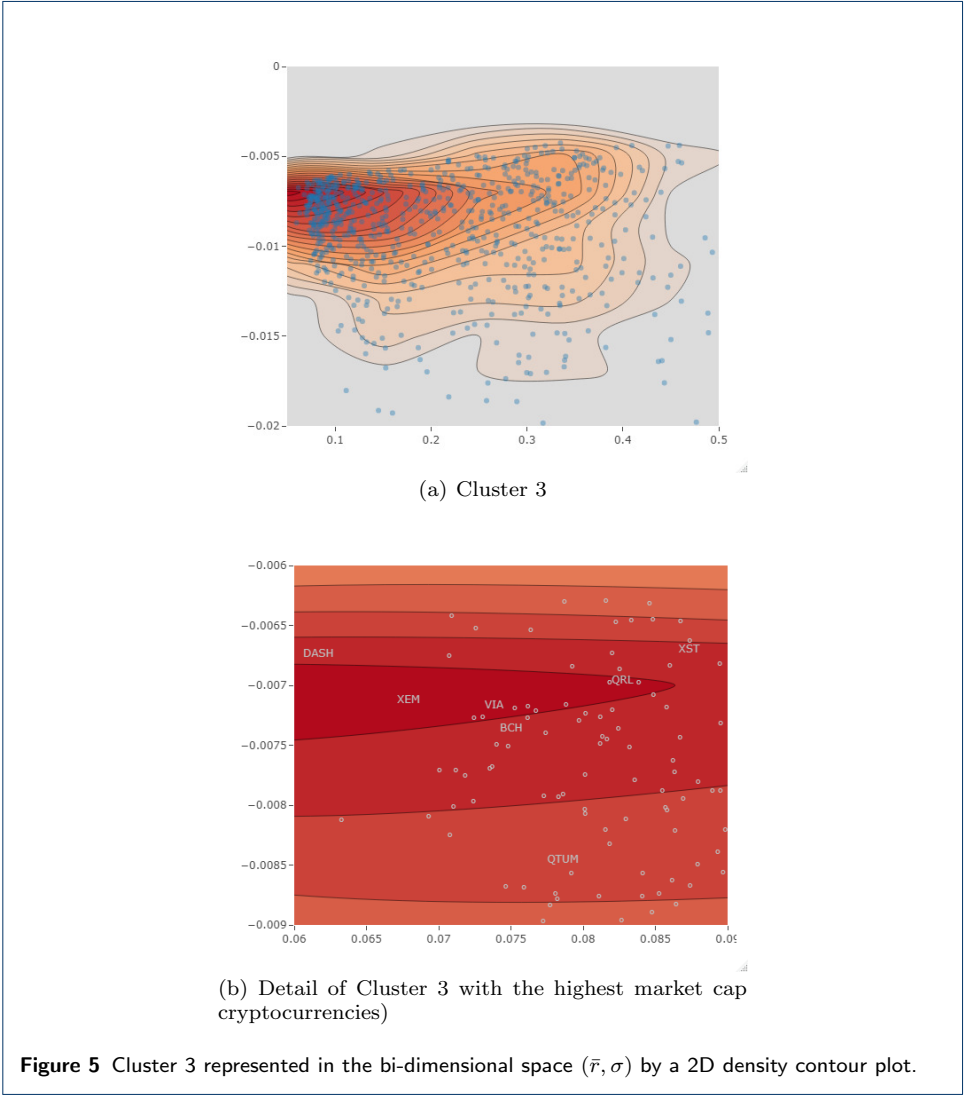 0
−0.005
−0.01
−0.015
−0.02
0.1 0.2 0.3 0.4 0.5
(a) Cluster 3
−0.006
−0.0065
−0.007
−0.0075
−0.008
−0.0085
−0.009
DASH
XST
XEM
QRL
VIA
BCH
QTUM
0.06 0.065 0.07 0.075 0.08 0.085 0.09
(b) Detail of Cluster 3 with the highest market cap
cryptocurrencies)
Figure 5 Cluster 3 represented in the bi-dimensional space (r̄, σ) by a 2D density contour plot.